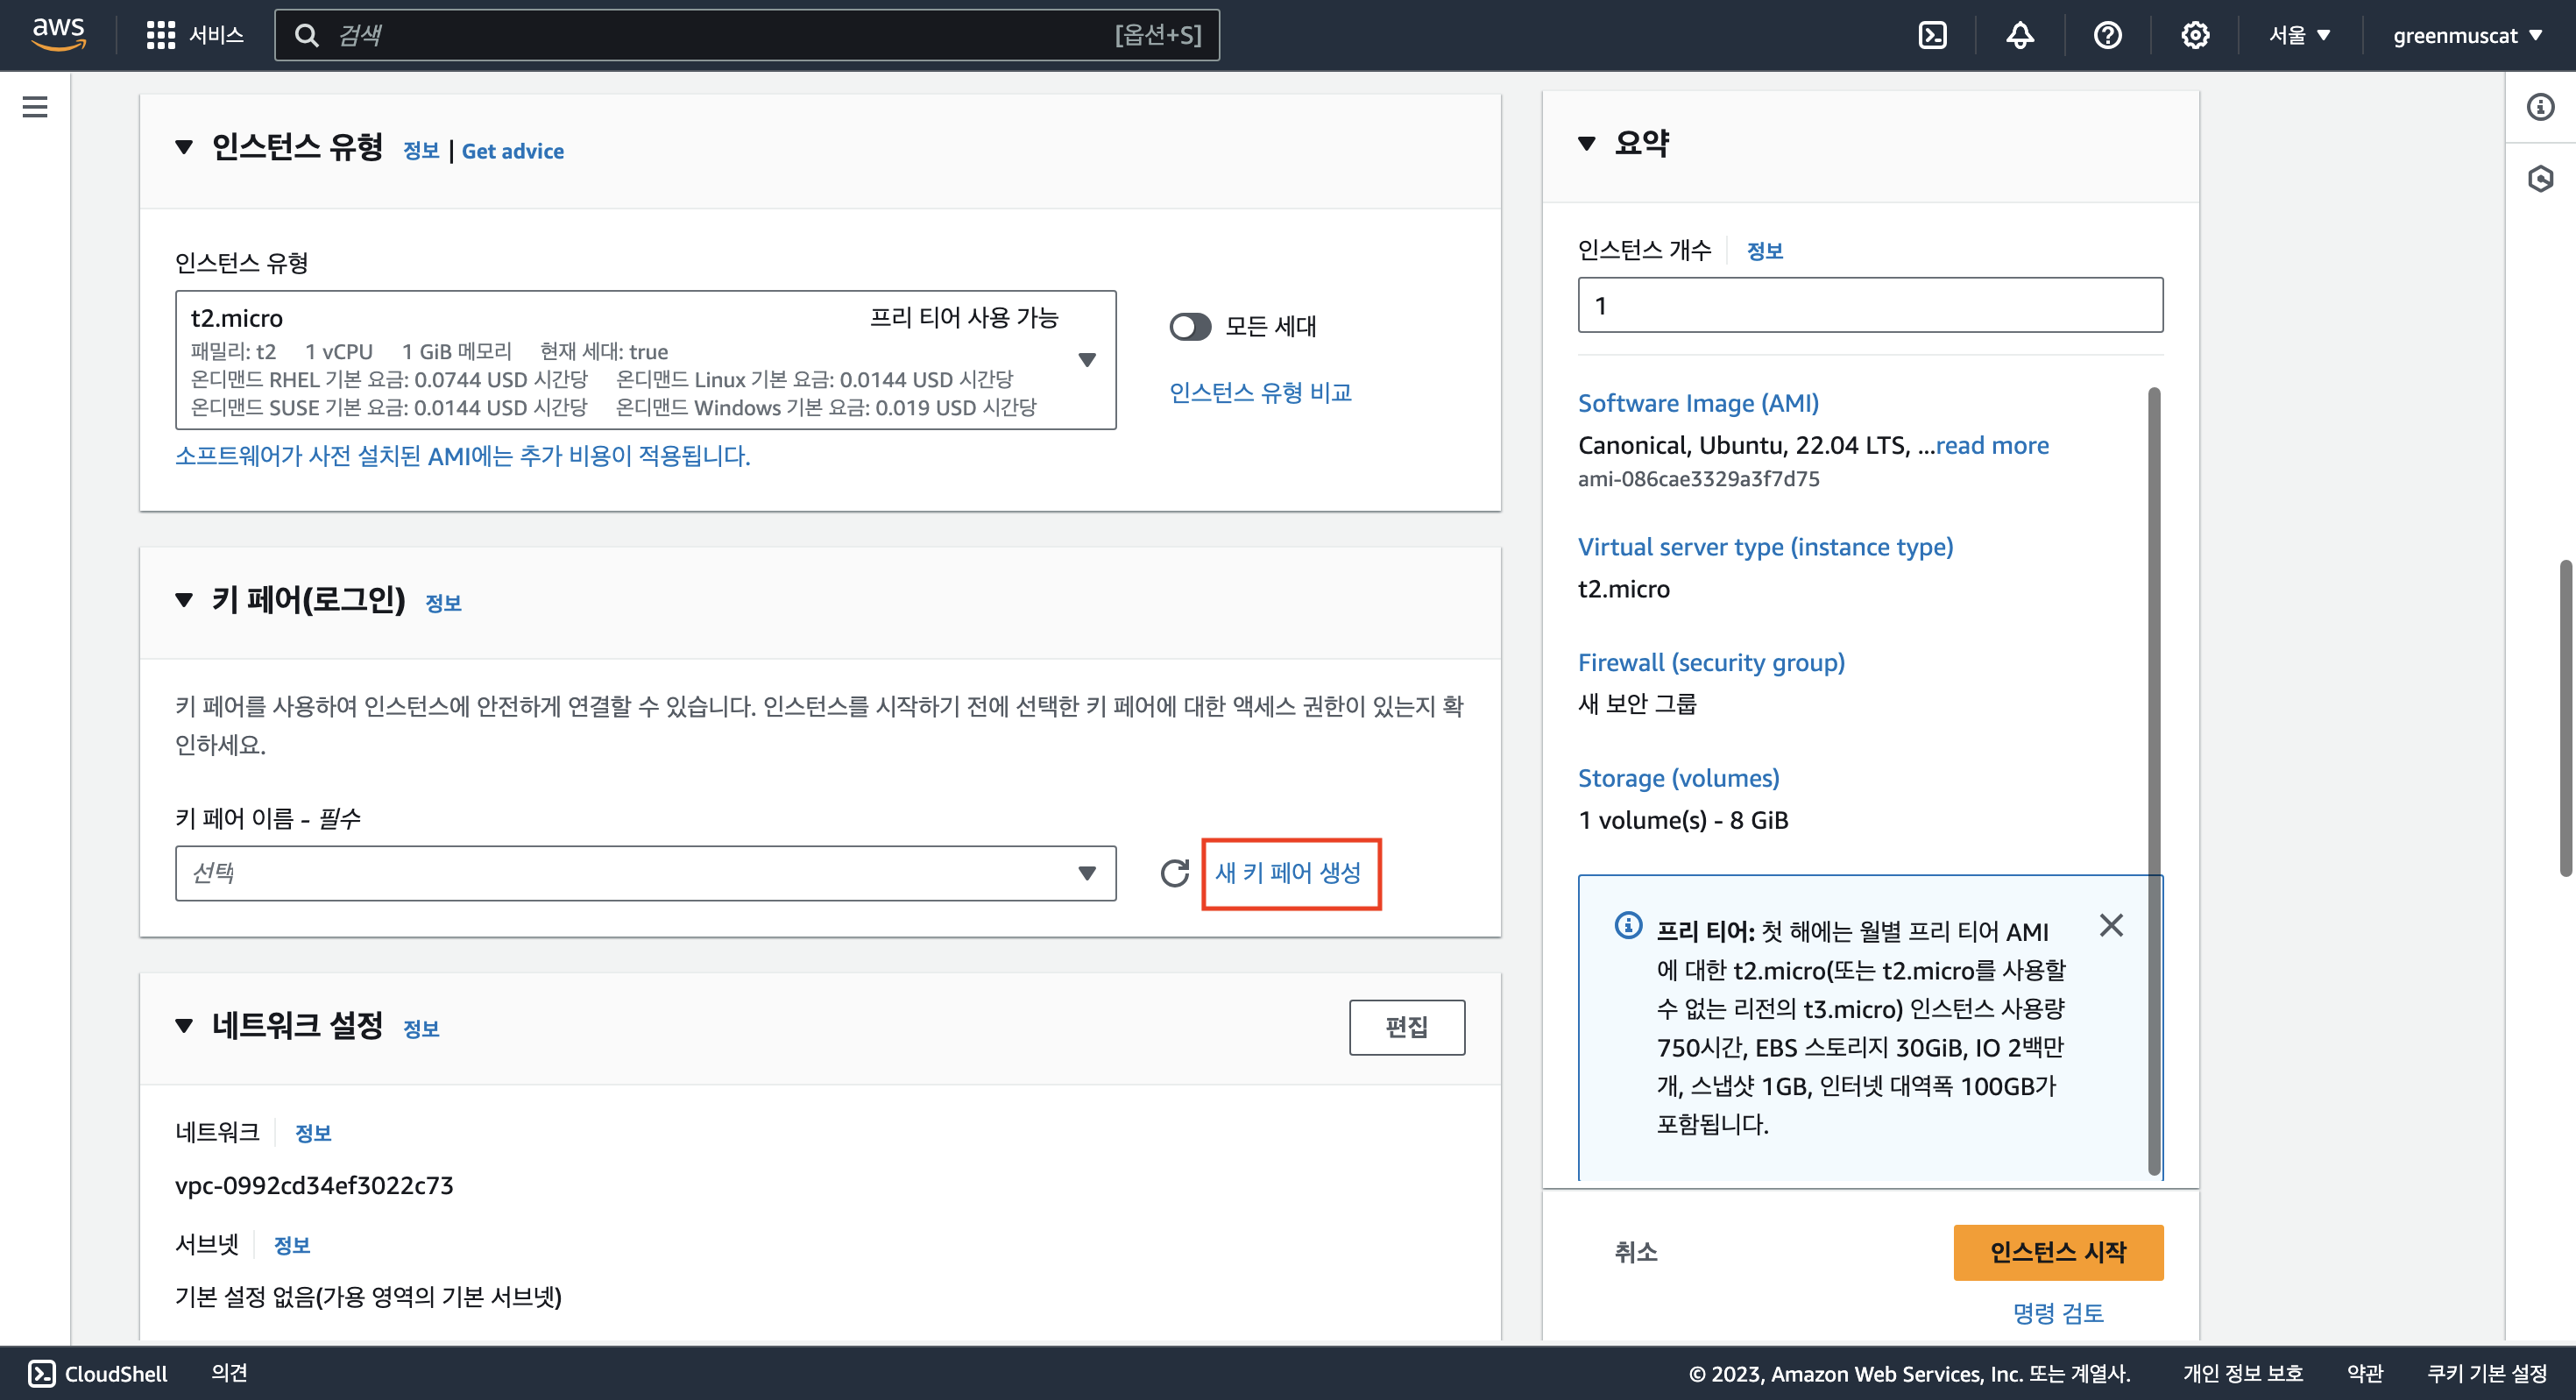 aws
서비스
검색
[옵션+S]
서울
greenmuscat
인스턴스 유형 정보 | Get advice
인스턴스 유형
t2.micro 프리 티어 사용 가능
패밀리: t2 1 vCPU 1 GiB 메모리 현재 세대: true
온디맨드 RHEL 기본 요금: 0.0744 USD 시간당 온디맨드 Linux 기본 요금: 0.0144 USD 시간당
온디맨드 SUSE 기본 요금: 0.0144 USD 시간당 온디맨드 Windows 기본 요금: 0.019 USD 시간당
모든 세대
인스턴스 유형 비교
소프트웨어가 사전 설치된 AMI에는 추가 비용이 적용됩니다.
키 페어(로그인) 정보
키 페어를 사용하여 인스턴스에 안전하게 연결할 수 있습니다. 인스턴스를 시작하기 전에 선택한 키 페어에 대한 액세스 권한이 있는지 확
인하세요.
키 페어 이름 - 필수
선택
새 키 페어 생성
네트워크 설정 정보
편집
네트워크 정보
vpc-0992cd34ef3022c73
서브넷 정보
기본 설정 없음(가용 영역의 기본 서브넷)
요약
인스턴스 개수 정보
1
Software Image (AMI)
Canonical, Ubuntu, 22.04 LTS, ...read more
ami-086cae3329a3f7d75
Virtual server type (instance type)
t2.micro
Firewall (security group)
새 보안 그룹
Storage (volumes)
1 volume(s) - 8 GiB
프리 티어: 첫 해에는 월별 프리 티어 AMI
에 대한 t2.micro(또는 t2.micro를 사용할
수 없는 리전의 t3.micro) 인스턴스 사용량
750시간, EBS 스토리지 30GiB, IO 2백만
개, 스냅샷 1GB, 인터넷 대역폭 100GB가
포함됩니다.
취소
인스턴스 시작
명령 검토
CloudShell
의견
© 2023, Amazon Web Services, Inc. 또는 계열사.
개인 정보 보호
약관
쿠키 기본 설정